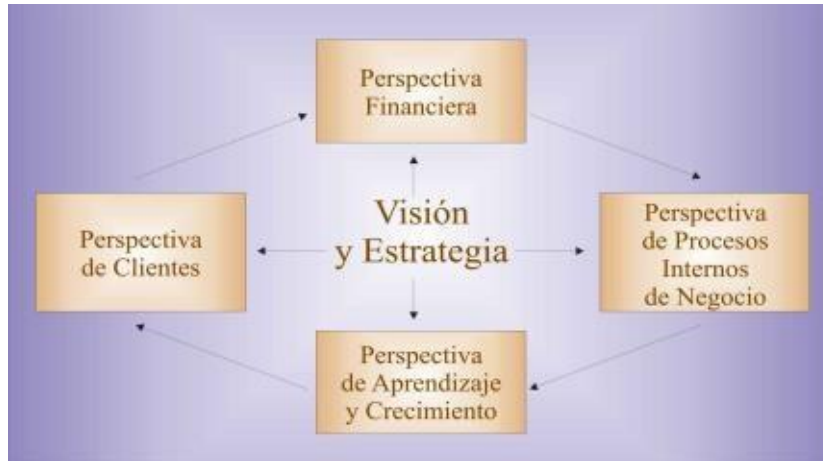 Perspectiva
Financiera
Visión
y Estrategia
Perspectiva
de Clientes
Perspectiva
de Procesos
Internos
de Negocio
Perspectiva
de Aprendizaje
y Crecimiento